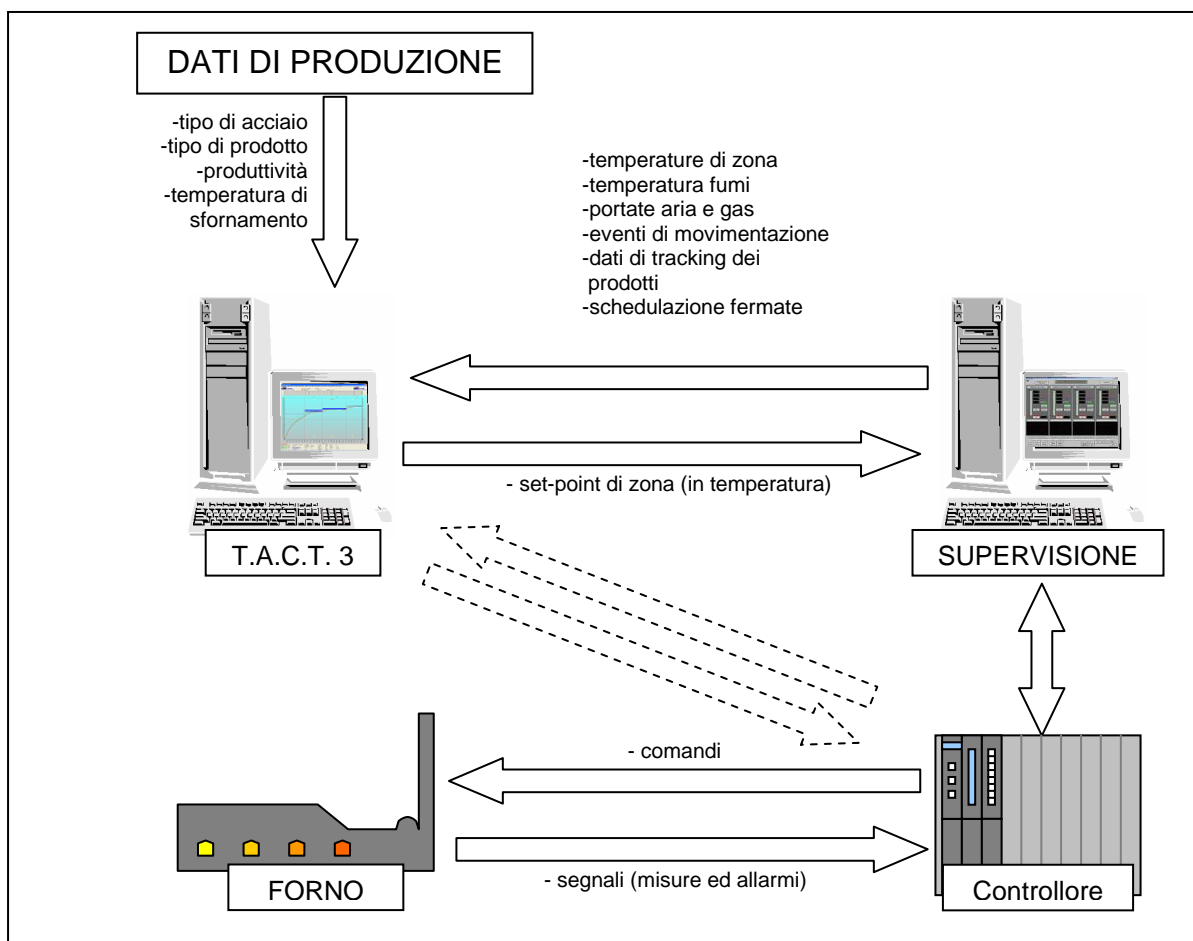 DATI DI PRODUZIONE
-tipo di acciaio
-tipo di prodotto
-produttività
-temperatura di
sfornamento
-temperature di zona
-temperatura fumi
-portate aria e gas
-eventi di movimentazione
-dati di tracking dei
prodotti
-schedulazione fermate
- set-point di zona (in temperatura)
T.A.C.T. 3
SUPERVISIONE
- comandi
- segnali (misure ed allarmi)
FORNO
Controllore